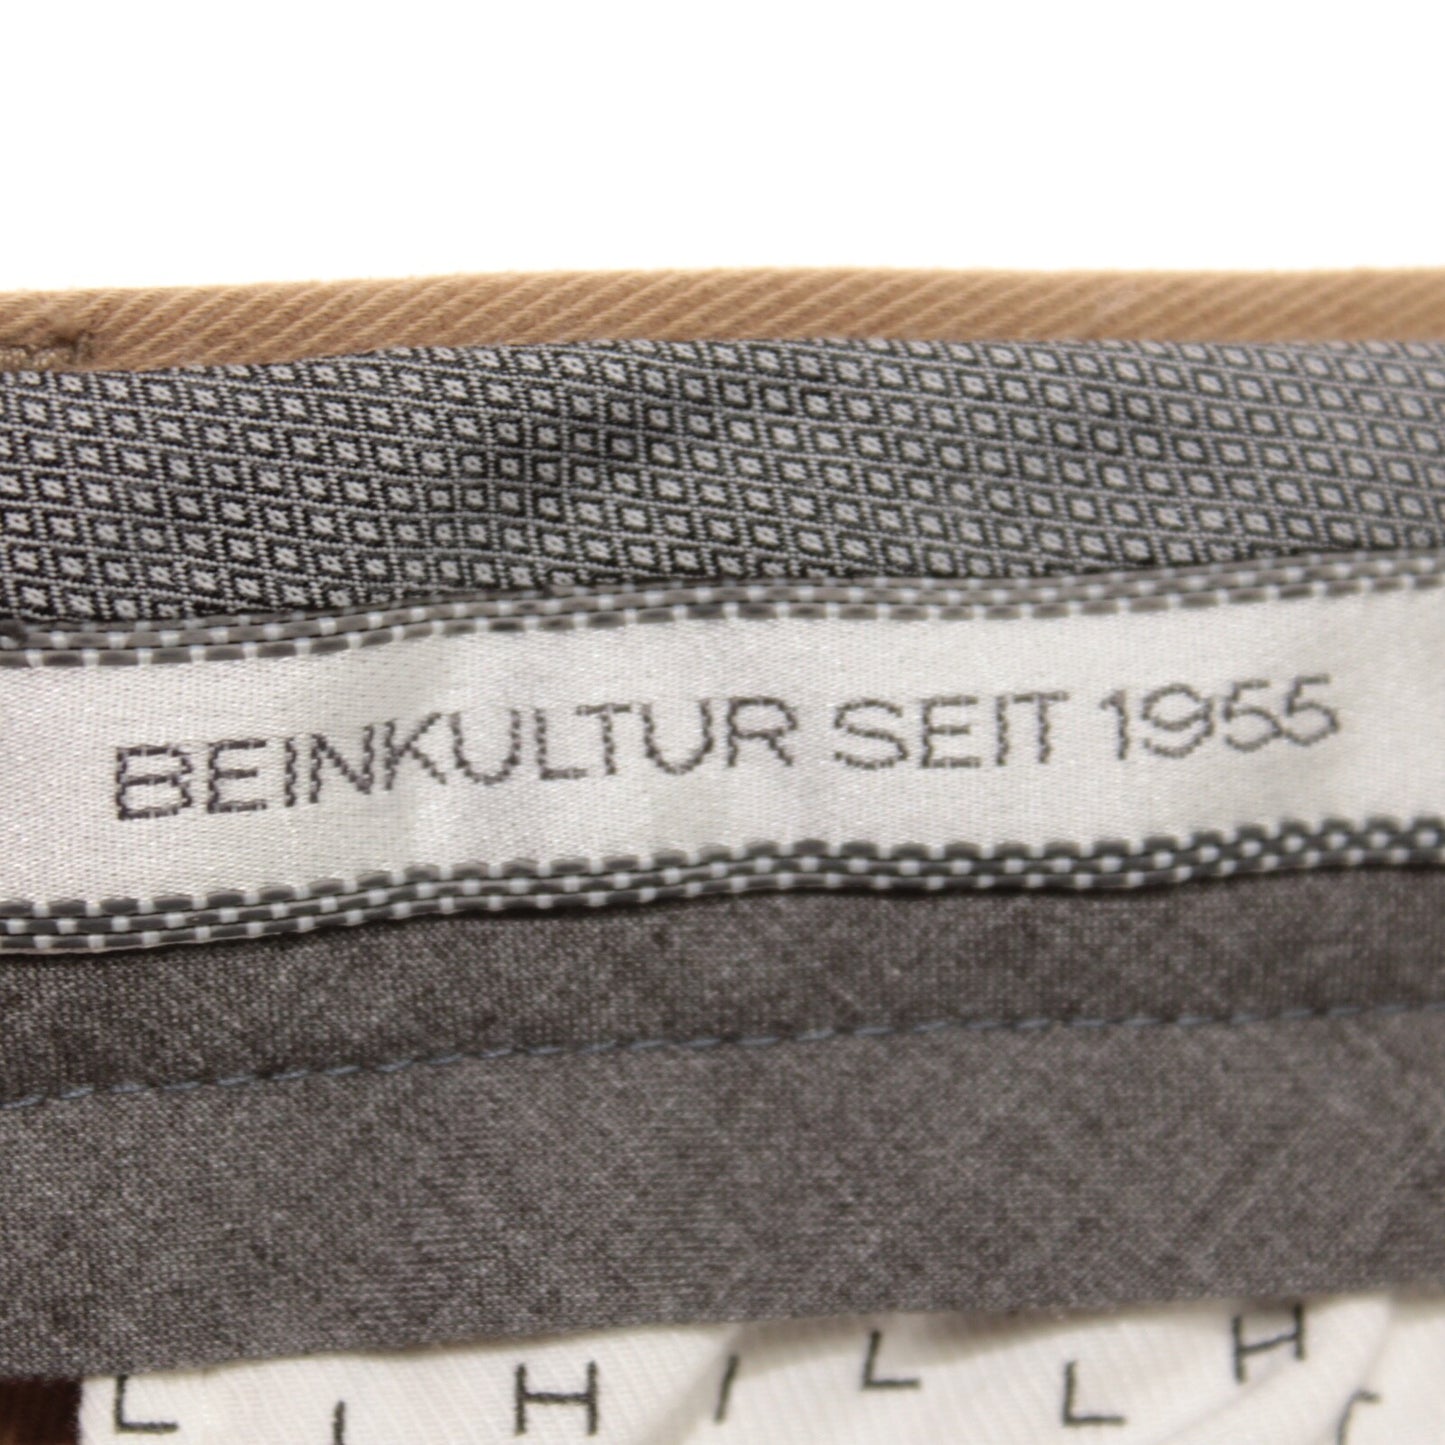 BEINKULTUR SEIT 1955
L I H I L L H